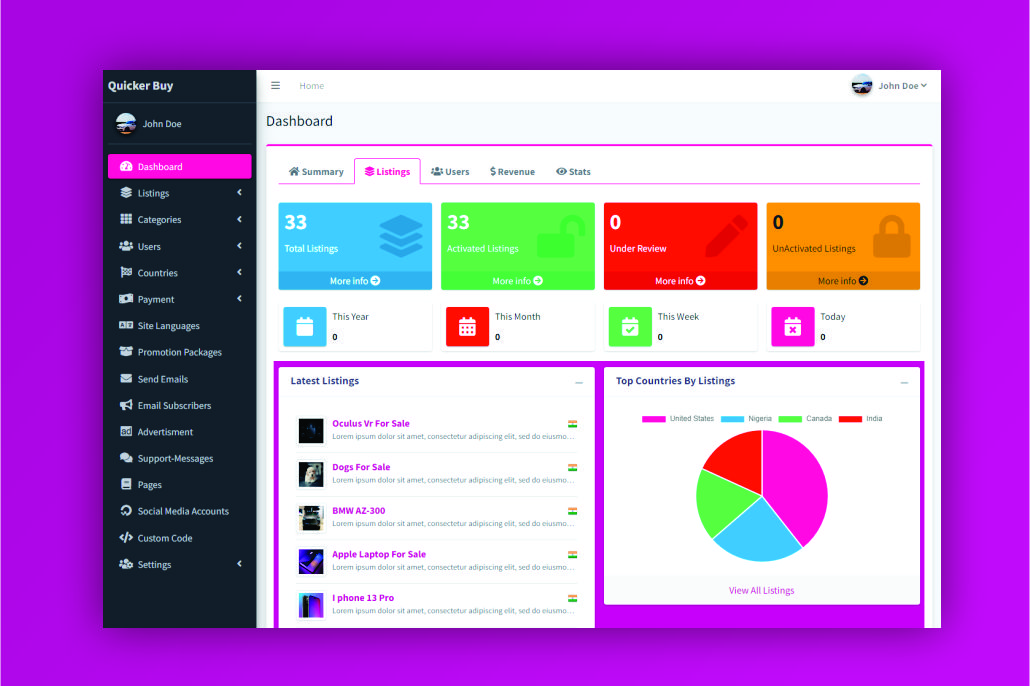 Quicker Buy
Home
John Doe
John Doe
Dashboard
Listings
Categories
Users
Countries
Payment
Site Languages
Promotion Packages
Send Emails
Email Subscribers
ad Advertisment
Support-Messages
Pages
Social Media Accounts
Custom Code
Settings
Dashboard
Summary Listings Users $ Revenue Stats
33
Total Listings
More info
33
Activated Listings
More info
0
Under Review
More info
0
UnActivated Listings
More info
This Year
0
This Month
0
This Week
0
Today
0
Latest Listings
Oculus Vr For Sale
Lorem ipsum dolor sit amet, consectetur adipiscing elit, sed do eiusmo...
Dogs For Sale
Lorem ipsum dolor sit amet, consectetur adipiscing elit, sed do eiusmo...
BMW AZ-300
Lorem ipsum dolor sit amet, consectetur adipiscing elit, sed do eiusmo...
Apple Laptop For Sale
Lorem ipsum dolor sit amet, consectetur adipiscing elit, sed do eiusmo...
I phone 13 Pro
Lorem ipsum dolor sit amet, consectetur adipiscing elit, sed do eiusmo...
Top Countries By Listings
United States Nigeria Canada India
View All Listings